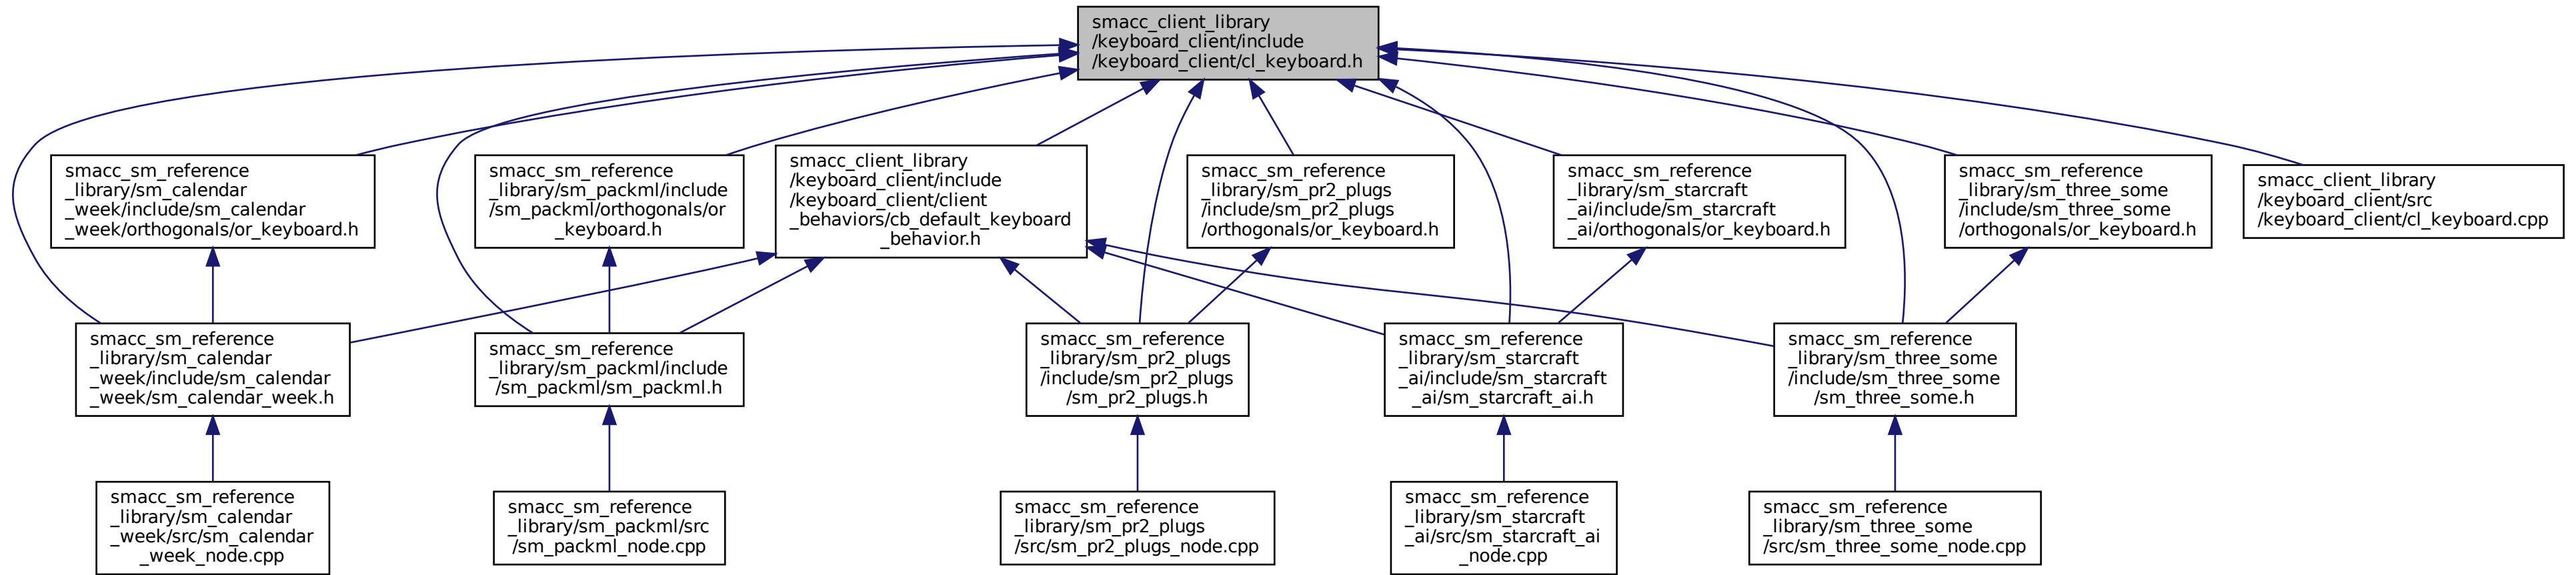 smacc_client_library
/keyboard_client/include
/keyboard_client/cl_keyboard.h
smacc_sm_reference
_library/sm_calendar
_week/include/sm_calendar
_week/orthogonals/or_keyboard.h
smacc_sm_reference
_library/sm_packml/include
/sm_packml/orthogonals/or
_keyboard.h
smacc_client_library
/keyboard_client/include
/keyboard_client/client
_behaviors/cb_default_keyboard
_behavior.h
smacc_sm_reference
_library/sm_pr2_plugs
/include/sm_pr2_plugs
/orthogonals/or_keyboard.h
smacc_sm_reference
_library/sm_starcraft
_ai/include/sm_starcraft
_ai/orthogonals/or_keyboard.h
smacc_sm_reference
_library/sm_three_some
/include/sm_three_some
/orthogonals/or_keyboard.h
smacc_client_library
/keyboard_client/src
/keyboard_client/cl_keyboard.cpp
smacc_sm_reference
_library/sm_calendar
_week/include/sm_calendar
_week/sm_calendar_week.h
smacc_sm_reference
_library/sm_packml/include
/sm_packml/sm_packml.h
smacc_sm_reference
_library/sm_pr2_plugs
/include/sm_pr2_plugs
/sm_pr2_plugs.h
smacc_sm_reference
_library/sm_starcraft
_ai/include/sm_starcraft
_ai/sm_starcraft_ai.h
smacc_sm_reference
_library/sm_three_some
/include/sm_three_some
/sm_three_some.h
smacc_sm_reference
_library/sm_calendar
_week/src/sm_calendar
_week_node.cpp
smacc_sm_reference
_library/sm_packml/src
/sm_packml_node.cpp
smacc_sm_reference
_library/sm_pr2_plugs
/src/sm_pr2_plugs_node.cpp
smacc_sm_reference
_library/sm_starcraft
_ai/src/sm_starcraft_ai
_node.cpp
smacc_sm_reference
_library/sm_three_some
/src/sm_three_some_node.cpp